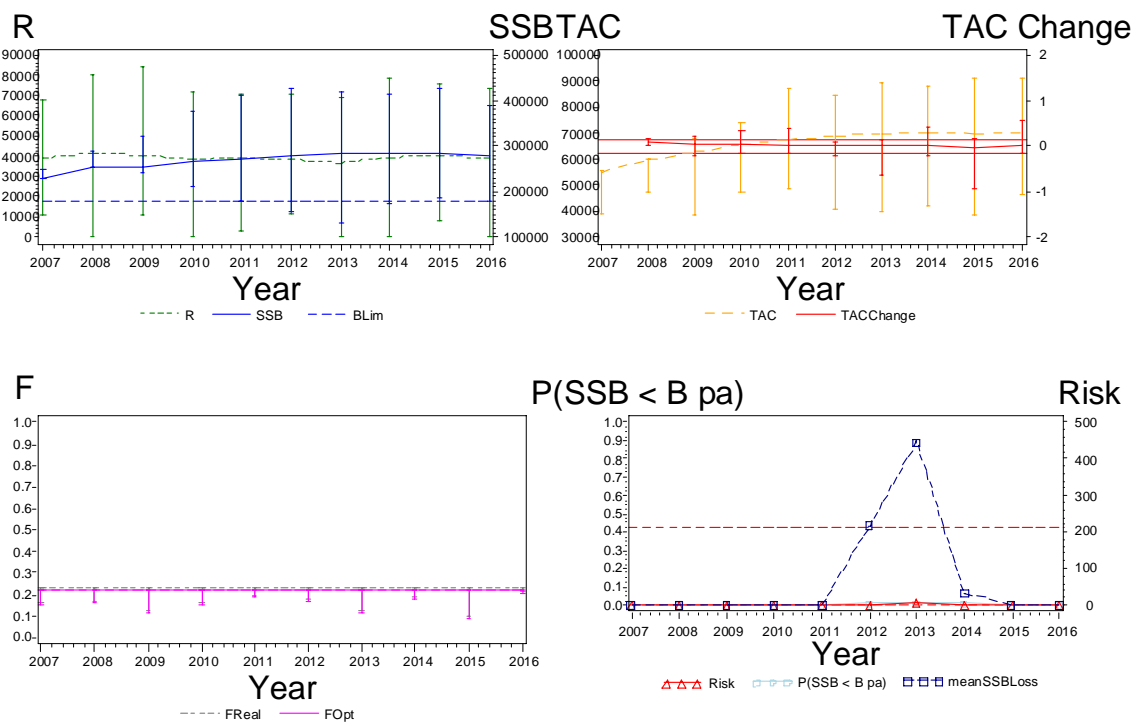 R SSB TAC TAC Change
90000 500000 100000 2
80000
70000 400000 90000 1
60000 80000
50000 300000 70000 0
40000 60000
30000 200000 50000 -1
20000 40000
10000
0 100000 30000 -2
2007 2008 2009 2010 2011 2012 2013 2014 2015 2016
2007 2008 2009 2010 2011 2012 2013 2014 2015 2016
Year Year
R SSB BLim
TAC TACChange
F P(SSB < B pa) Risk
1.0 1.0 500
0.9 0.9
0.8 0.8 400
0.7 0.7
0.6 0.6 300
0.5 0.5
0.4 0.4 200
0.3 0.3
0.2 0.2 100
0.1 0.1
0.0 0.0 0
2007 2008 2009 2010 2011 2012 2013 2014 2015 2016
2007 2008 2009 2010 2011 2012 2013 2014 2015 2016
Year Year
FReal FOpt
Risk P(SSB < B pa) meanSSBLoss